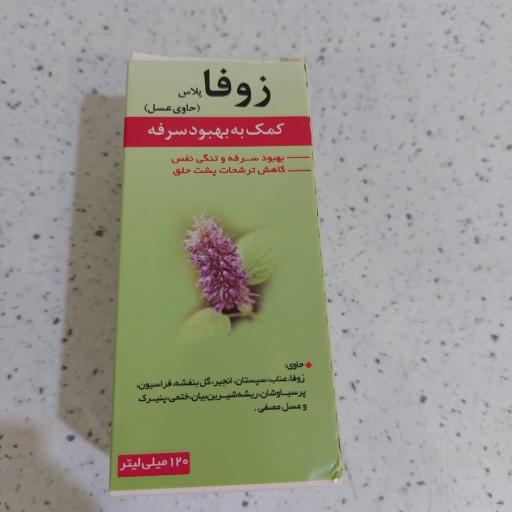 زوفا پلاس
(حاوی عسل)
کمک به بهبود سرفه
بهبود سرفه و تنگی نفس
کاهش ترشحات پشت حلق
حاوی:
زوفا، عناب، سپستان، انجیر، گل بنفشه، فراسیون،
پرسیاوشان، ریشه شیرین بیان، ختمی، پنیرک
و عسل مصفی.
۱۲۰ میلی لیتر